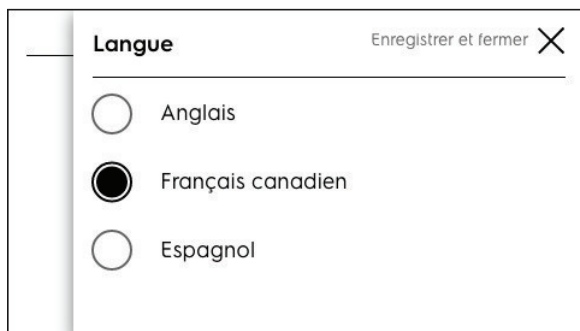 Langue
Enregistrer et fermer
Anglais
Français canadien
Espagnol